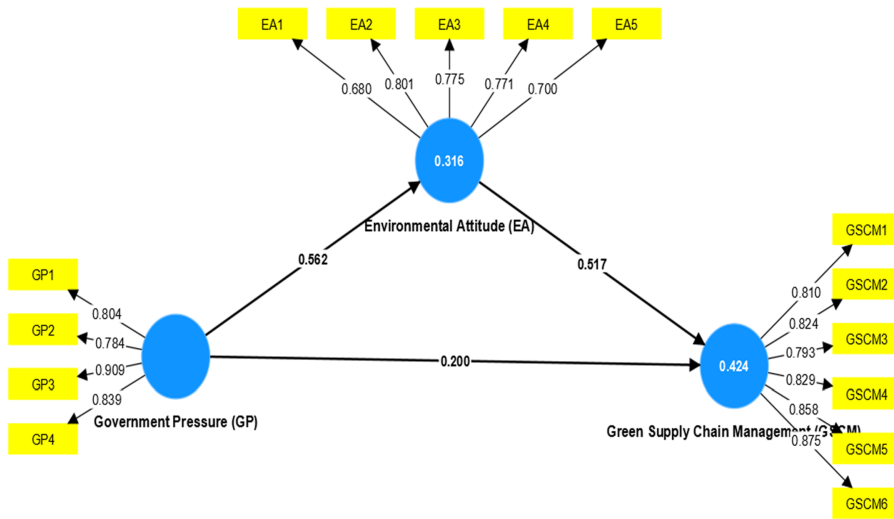 EA1 EA2 EA3 EA4 EA5
0.680 0.801 0.775 0.771 0.700
0.316
Environmental Attitude (EA)
0.562
0.517
GP1
GP2
GP3
GP4
0.804
0.784
0.909
0.839
Government Pressure (GP)
0.200
0.424
Green Supply Chain Management (GSCM)
0.810
0.824
0.793
0.829
0.858
0.875
GSCM1
GSCM2
GSCM3
GSCM4
GSCM5
GSCM6